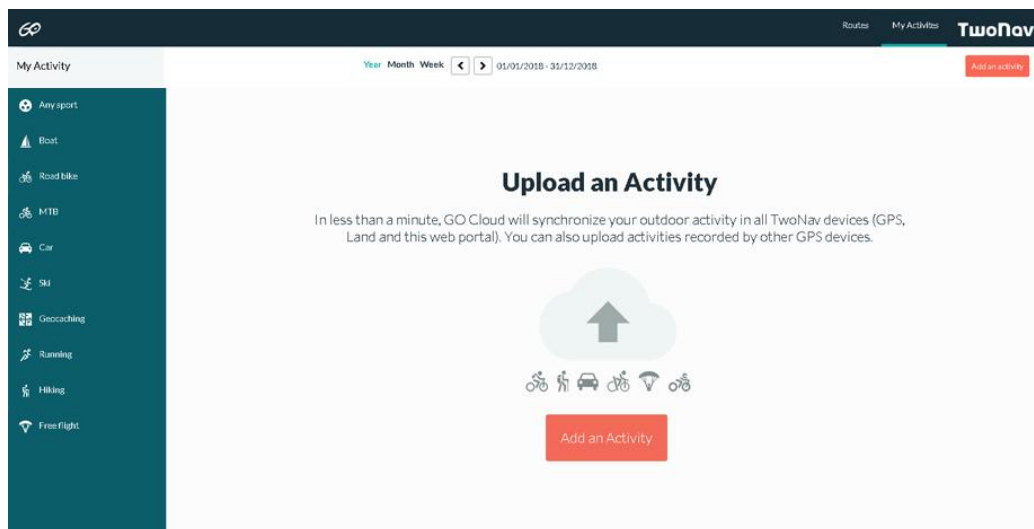 GO
Routes
My Activites
TwoNav
My Activity
Year Month Week
01/01/2018 - 31/12/2018
Add an activity
Any sport
Boat
Road bike
MTB
Car
Ski
Geocaching
Running
Hiking
Free flight
Upload an Activity
In less than a minute, GO Cloud will synchronize your outdoor activity in all TwoNav devices (GPS,
Land and this web portal). You can also upload activities recorded by other GPS devices.
Add an Activity